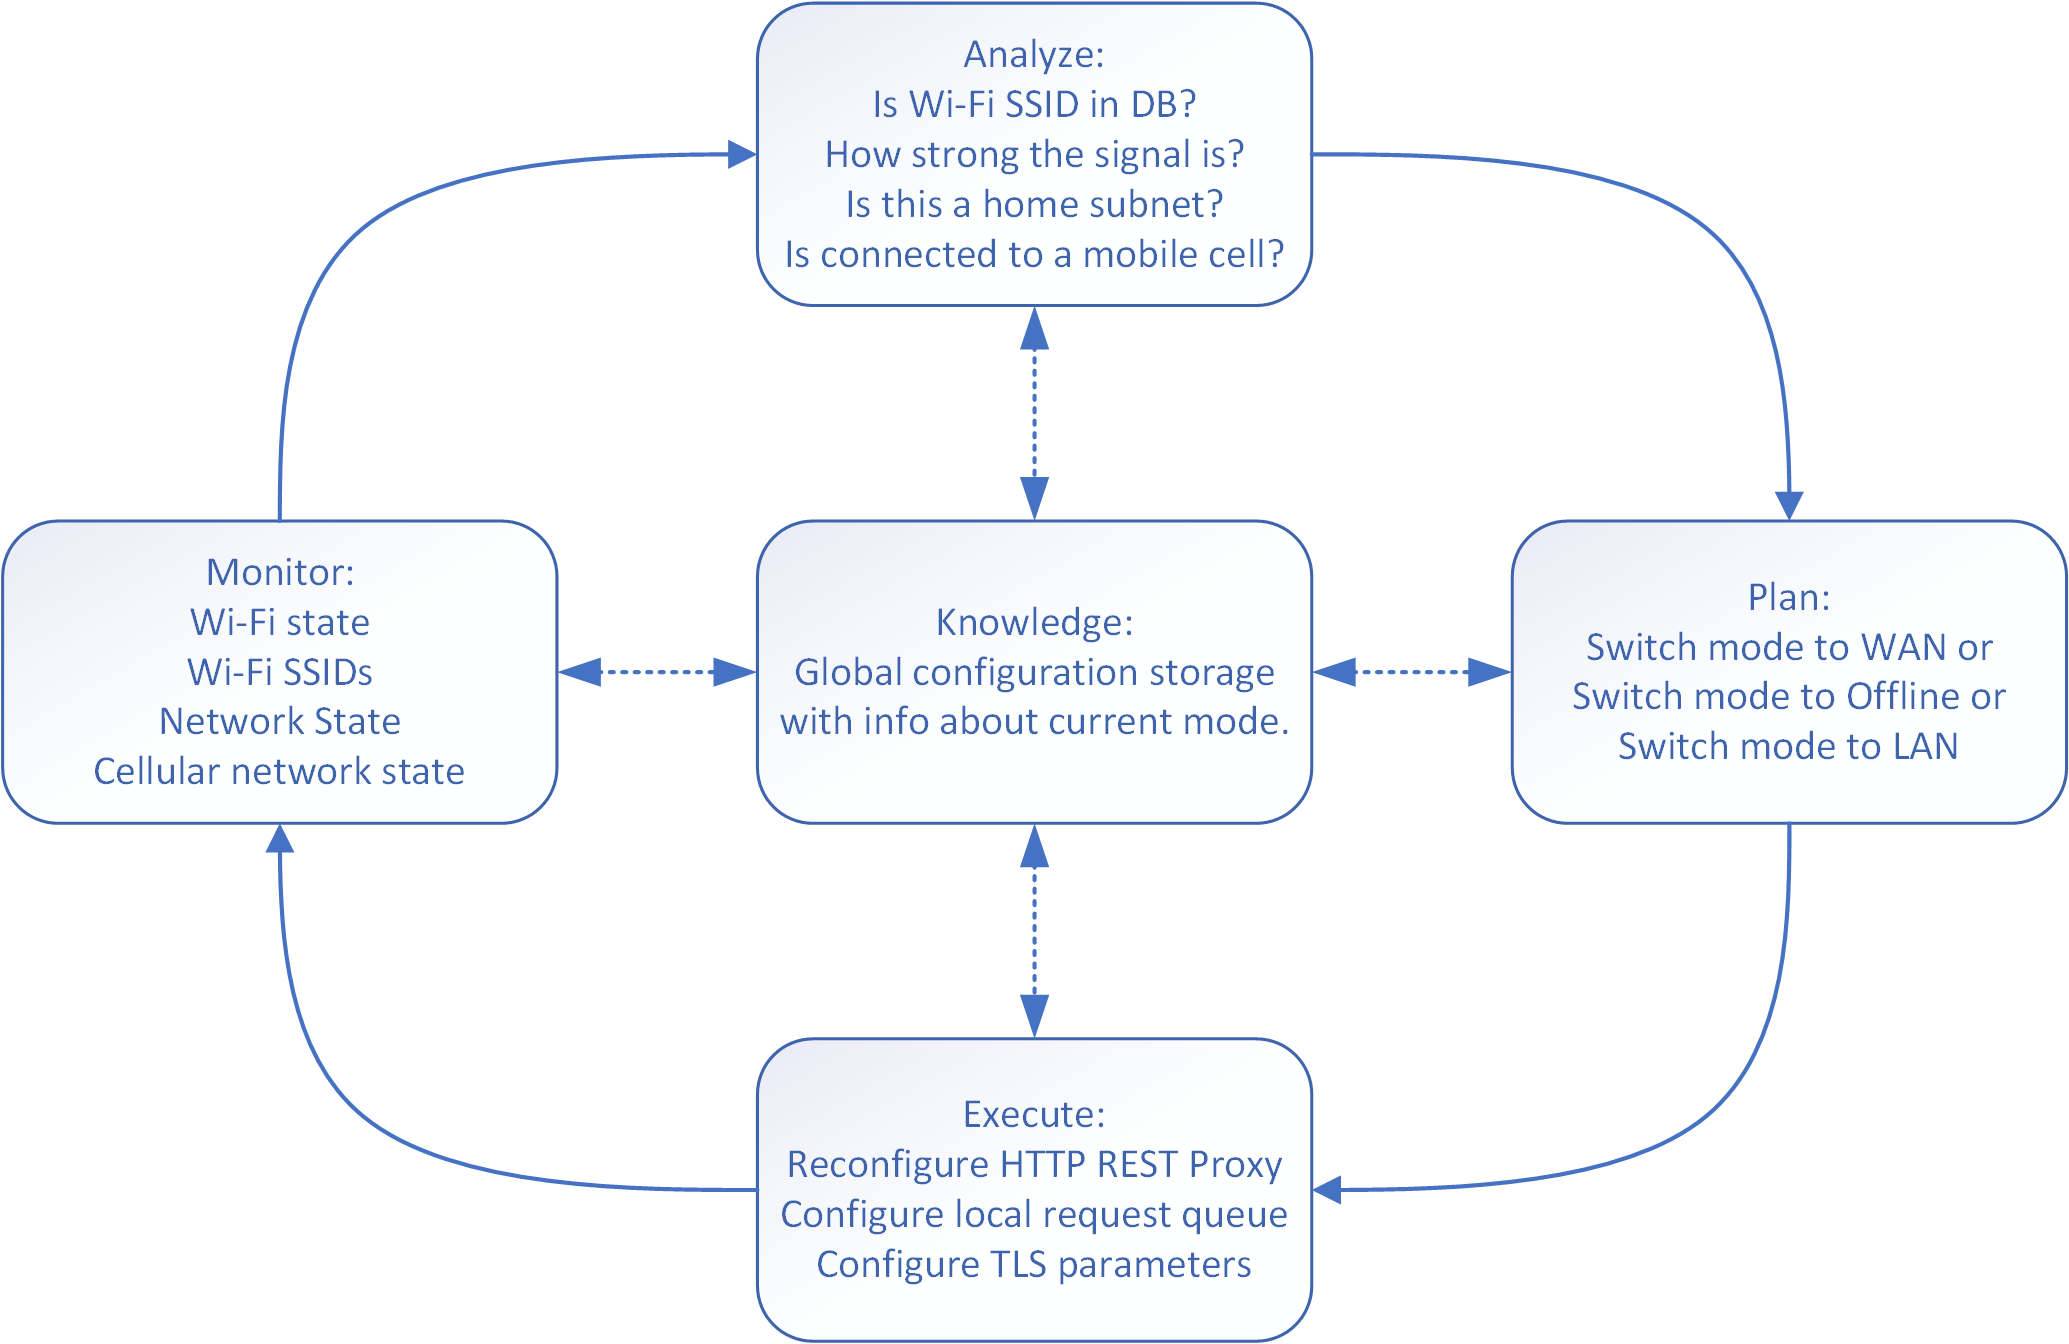 Analyze:
Is Wi-Fi SSID in DB?
How strong the signal is?
Is this a home subnet?
Is connected to a mobile cell?
Monitor:
Wi-Fi state
Wi-Fi SSIDs
Network State
Cellular network state
Knowledge:
Global configuration storage
with info about current mode.
Plan:
Switch mode to WAN or
Switch mode to Offline or
Switch mode to LAN
Execute:
Reconfigure HTTP REST Proxy
Configure local request queue
Configure TLS parameters